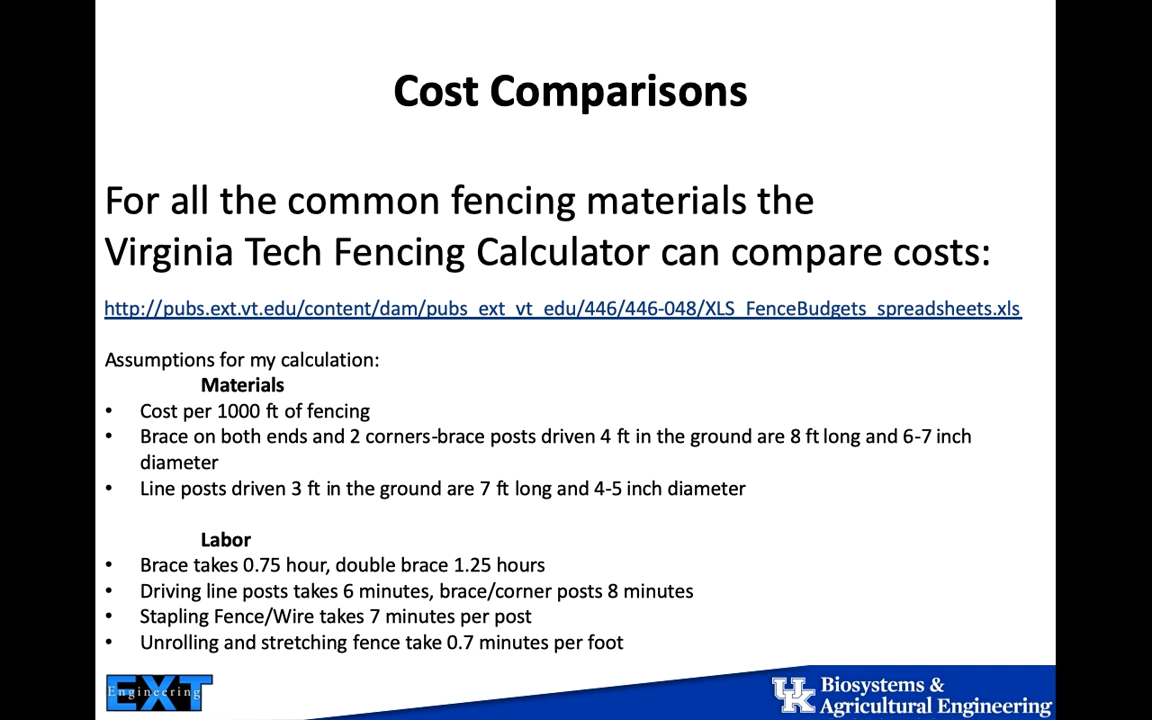 Cost Comparisons
For all the common fencing materials the
Virginia Tech Fencing Calculator can compare costs:
http://pubs.ext.vt.edu/content/dam/pubs_ext_vt_edu/446/446-048/XLS_FenceBudgets_spreadsheets.xls
Assumptions for my calculation:
Materials
• Cost per 1000 ft of fencing
• Brace on both ends and 2 corners-brace posts driven 4 ft in the ground are 8 ft long and 6-7 inch
diameter
• Line posts driven 3 ft in the ground are 7 ft long and 4-5 inch diameter
Labor
• Brace takes 0.75 hour, double brace 1.25 hours
• Driving line posts takes 6 minutes, brace/corner posts 8 minutes
• Stapling Fence/Wire takes 7 minutes per post
• Unrolling and stretching fence take 0.7 minutes per foot
EXT
Engineering
UK
Biosystems &
Agricultural Engineering